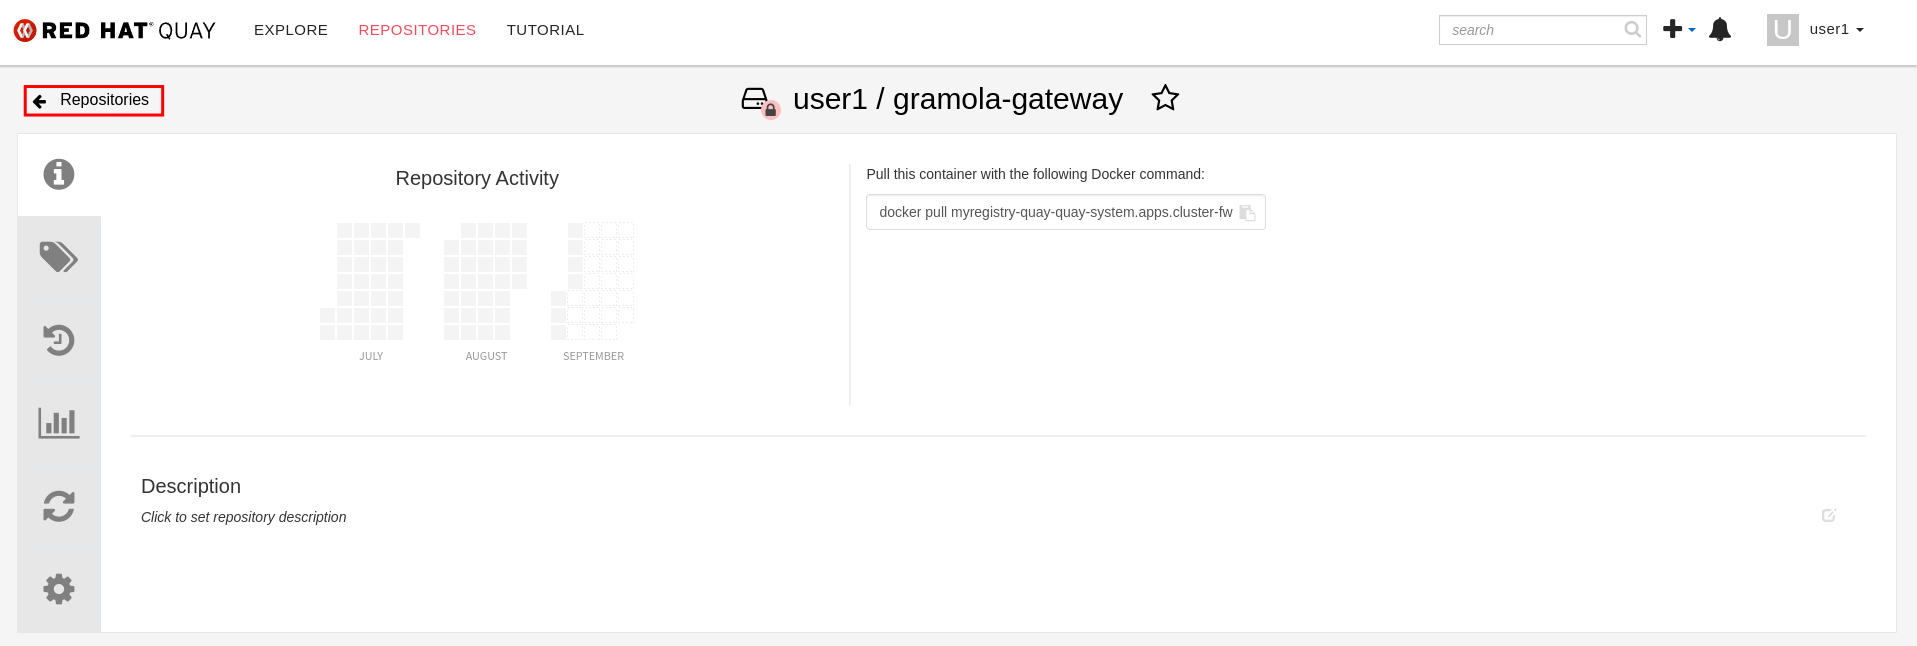 RED HAT® QUAY EXPLORE REPOSITORIES TUTORIAL search U user1
Repositories
user1 / gramola-gateway
Repository Activity
JULY AUGUST SEPTEMBER
Pull this container with the following Docker command:
docker pull myregistry-quay-quay-system.apps.cluster-fw
Description
Click to set repository description